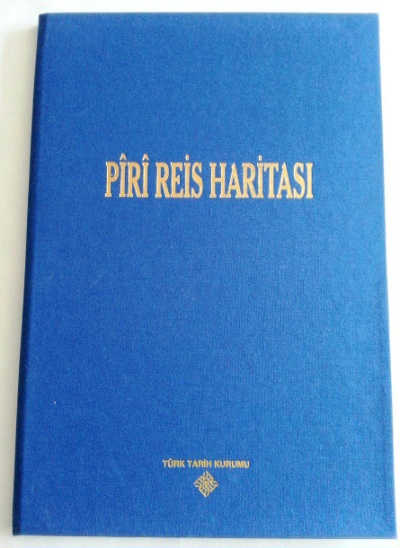 PÎRÎ REİS HARİTASI
TÜRK TARİH KURUMU